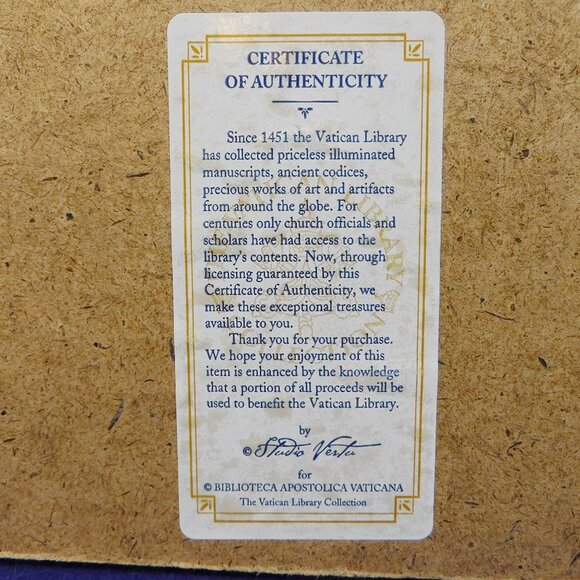 CERTIFICATE
OF AUTHENTICITY
Since 1451 the Vatican Library
has collected priceless illuminated
manuscripts, ancient codices,
precious works of art and artifacts
from around the globe. For
centuries only church officials and
scholars have had access to the
library's contents. Now, through
licensing guaranteed by this
Certificate of Authenticity, we
make these exceptional treasures
available to you.
Thank you for your purchase.
We hope your enjoyment of this
item is enhanced by the knowledge
that a portion of all proceeds will be
used to benefit the Vatican Library.
by
© Studio Vertu
for
© BIBLIOTECA APOSTOLICA VATICANA
The Vatican Library Collection